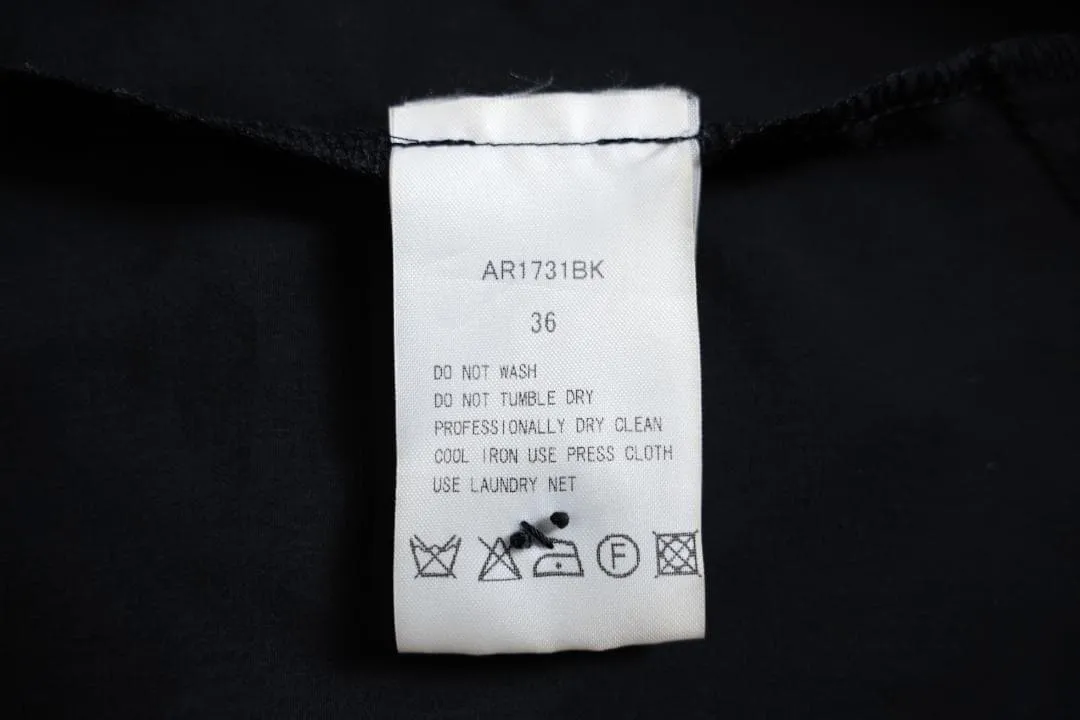 AR1731BK
36
DO NOT WASH
DO NOT TUMBLE DRY
PROFESSIONALLY DRY CLEAN
COOL IRON USE PRESS CLOTH
USE LAUNDRY NET
F